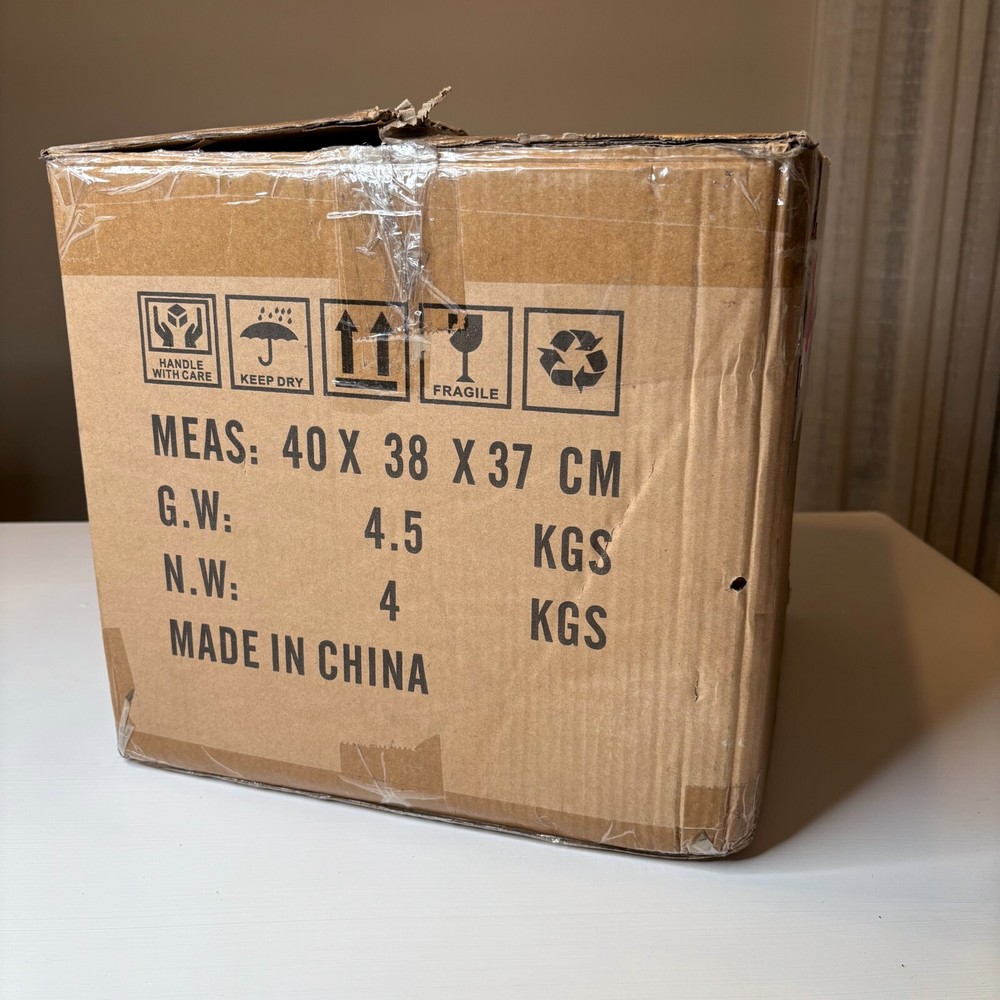 HANDLE
WITH CARE
KEEP DRY
FRAGILE
MEAS: 40 X 38 X 37 CM
G.W: 4.5 KGS
N.W: 4 KGS
MADE IN CHINA